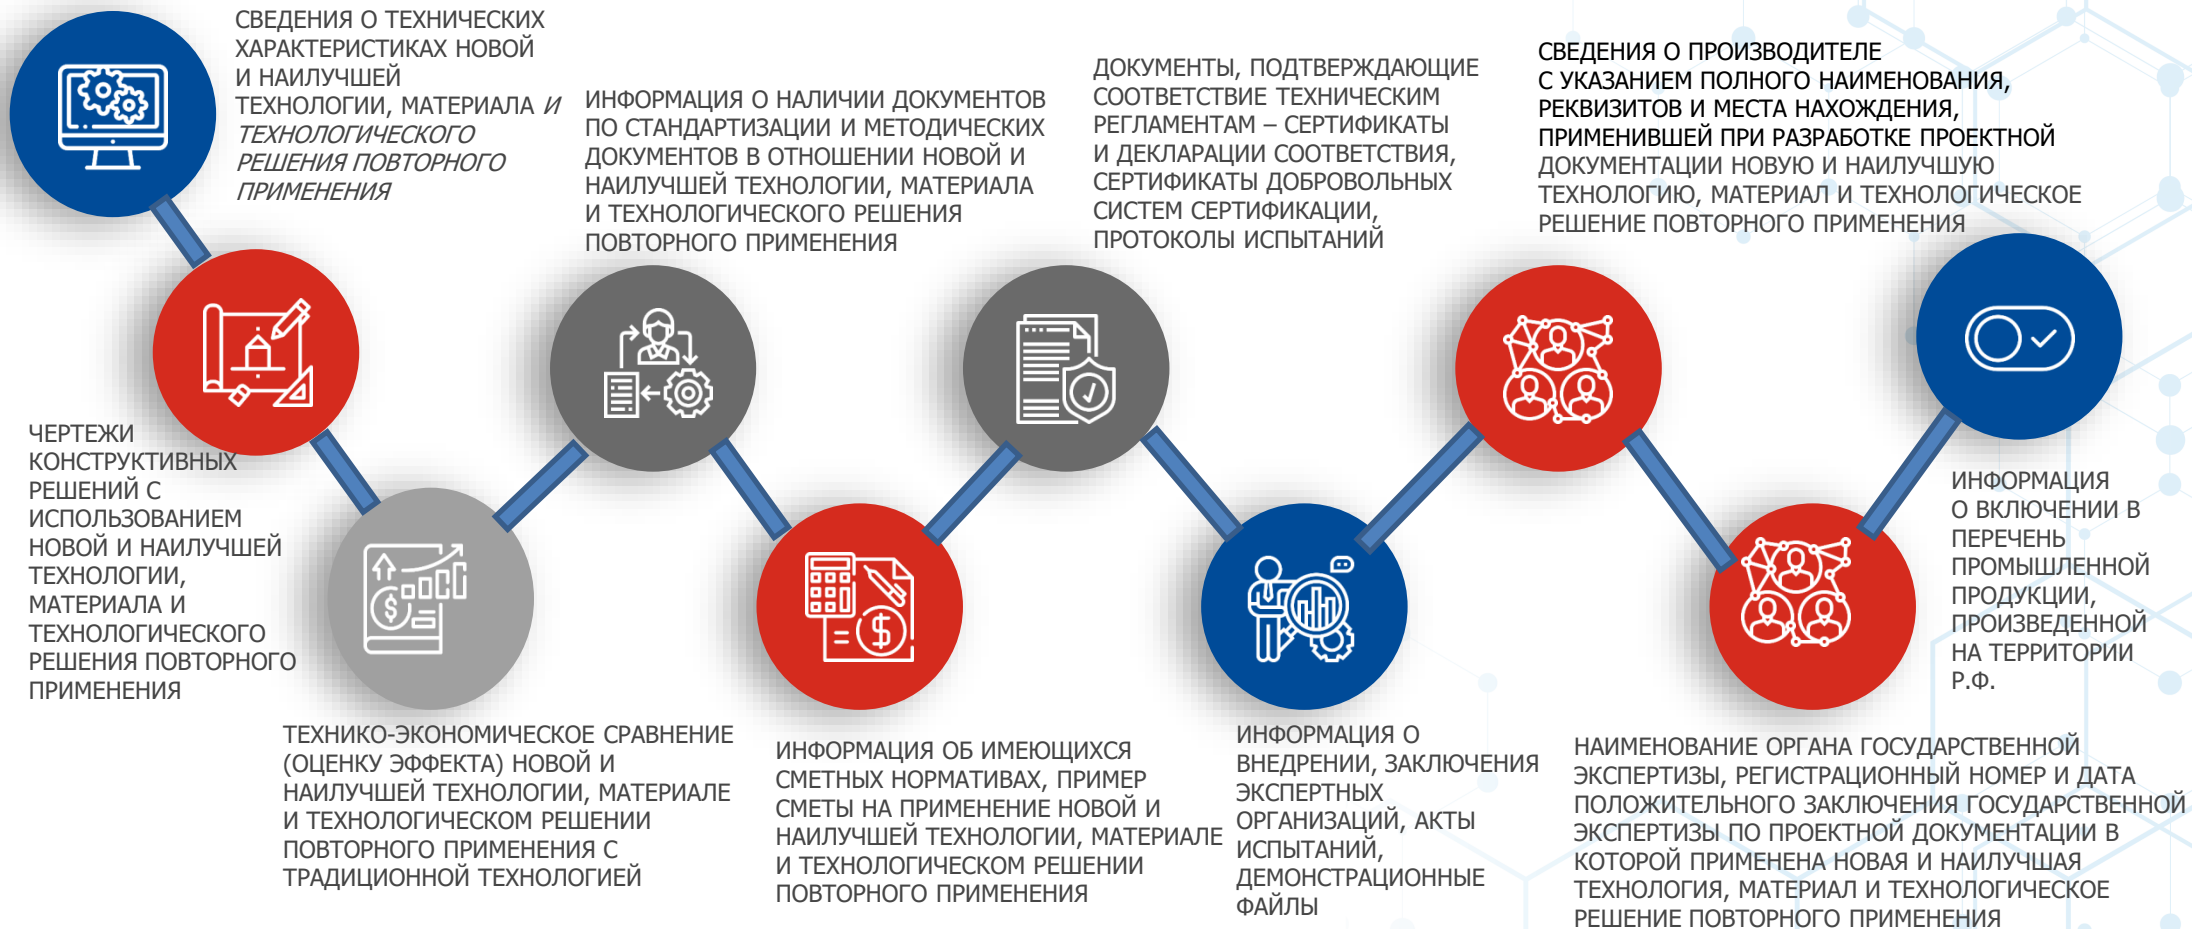 СВЕДЕНИЯ О ТЕХНИЧЕСКИХ
ХАРАКТЕРИСТИКАХ НОВОЙ
И НАИЛУЧШЕЙ
ТЕХНОЛОГИИ, МАТЕРИАЛА И
ТЕХНОЛОГИЧЕСКОГО
РЕШЕНИЯ ПОВТОРНОГО
ПРИМЕНЕНИЯ
ЧЕРТЕЖИ
КОНСТРУКТИВНЫХ
РЕШЕНИЙ С
ИСПОЛЬЗОВАНИЕМ
НОВОЙ И НАИЛУЧШЕЙ
ТЕХНОЛОГИИ,
МАТЕРИАЛА И
ТЕХНОЛОГИЧЕСКОГО
РЕШЕНИЯ ПОВТОРНОГО
ПРИМЕНЕНИЯ
ТЕХНИКО-ЭКОНОМИЧЕСКОЕ СРАВНЕНИЕ
(ОЦЕНКУ ЭФФЕКТА) НОВОЙ И
НАИЛУЧШЕЙ ТЕХНОЛОГИИ, МАТЕРИАЛЕ
И ТЕХНОЛОГИЧЕСКОМ РЕШЕНИИ
ПОВТОРНОГО ПРИМЕНЕНИЯ С
ТРАДИЦИОННОЙ ТЕХНОЛОГИЕЙ
ИНФОРМАЦИЯ О НАЛИЧИИ ДОКУМЕНТОВ
ПО СТАНДАРТИЗАЦИИ И МЕТОДИЧЕСКИХ
ДОКУМЕНТОВ В ОТНОШЕНИИ НОВОЙ И
НАИЛУЧШЕЙ ТЕХНОЛОГИИ, МАТЕРИАЛА
И ТЕХНОЛОГИЧЕСКОГО РЕШЕНИЯ
ПОВТОРНОГО ПРИМЕНЕНИЯ
ИНФОРМАЦИЯ ОБ ИМЕЮЩИХСЯ
СМЕТНЫХ НОРМАТИВАХ, ПРИМЕР
СМЕТЫ НА ПРИМЕНЕНИЕ НОВОЙ И
НАИЛУЧШЕЙ ТЕХНОЛОГИИ, МАТЕРИАЛЕ
И ТЕХНОЛОГИЧЕСКОМ РЕШЕНИИ
ПОВТОРНОГО ПРИМЕНЕНИЯ
ДОКУМЕНТЫ, ПОДТВЕРЖДАЮЩИЕ
СООТВЕТСТВИЕ ТЕХНИЧЕСКИМ
РЕГЛАМЕНТАМ – СЕРТИФИКАТЫ
И ДЕКЛАРАЦИИ СООТВЕТСТВИЯ,
СЕРТИФИКАТЫ ДОБРОВОЛЬНЫХ
СИСТЕМ СЕРТИФИКАЦИИ,
ПРОТОКОЛЫ ИСПЫТАНИЙ
ИНФОРМАЦИЯ О
ВНЕДРЕНИИ, ЗАКЛЮЧЕНИЯ
ЭКСПЕРТНЫХ
ОРГАНИЗАЦИЙ, АКТЫ
ИСПЫТАНИЙ,
ДЕМОНСТРАЦИОННЫЕ
ФАЙЛЫ
СВЕДЕНИЯ О ПРОИЗВОДИТЕЛЕ
С УКАЗАНИЕМ ПОЛНОГО НАИМЕНОВАНИЯ,
РЕКВИЗИТОВ И МЕСТА НАХОЖДЕНИЯ,
ПРИМЕНИВШЕЙ ПРИ РАЗРАБОТКЕ ПРОЕКТНОЙ
ДОКУМЕНТАЦИИ НОВУЮ И НАИЛУЧШУЮ
ТЕХНОЛОГИЮ, МАТЕРИАЛ И ТЕХНОЛОГИЧЕСКОЕ
РЕШЕНИЕ ПОВТОРНОГО ПРИМЕНЕНИЯ
НАИМЕНОВАНИЕ ОРГАНА ГОСУДАРСТВЕННОЙ
ЭКСПЕРТИЗЫ, РЕГИСТРАЦИОННЫЙ НОМЕР И ДАТА
ПОЛОЖИТЕЛЬНОГО ЗАКЛЮЧЕНИЯ ГОСУДАРСТВЕННОЙ
ЭКСПЕРТИЗЫ ПО ПРОЕКТНОЙ ДОКУМЕНТАЦИИ В
КОТОРОЙ ПРИМЕНЕНА НОВАЯ И НАИЛУЧШАЯ
ТЕХНОЛОГИЯ, МАТЕРИАЛ И ТЕХНОЛОГИЧЕСКОЕ
РЕШЕНИЕ ПОВТОРНОГО ПРИМЕНЕНИЯ
ИНФОРМАЦИЯ
О ВКЛЮЧЕНИИ В
ПЕРЕЧЕНЬ
ПРОМЫШЛЕННОЙ
ПРОДУКЦИИ,
ПРОИЗВЕДЕННОЙ
НА ТЕРРИТОРИИ
Р.Ф.